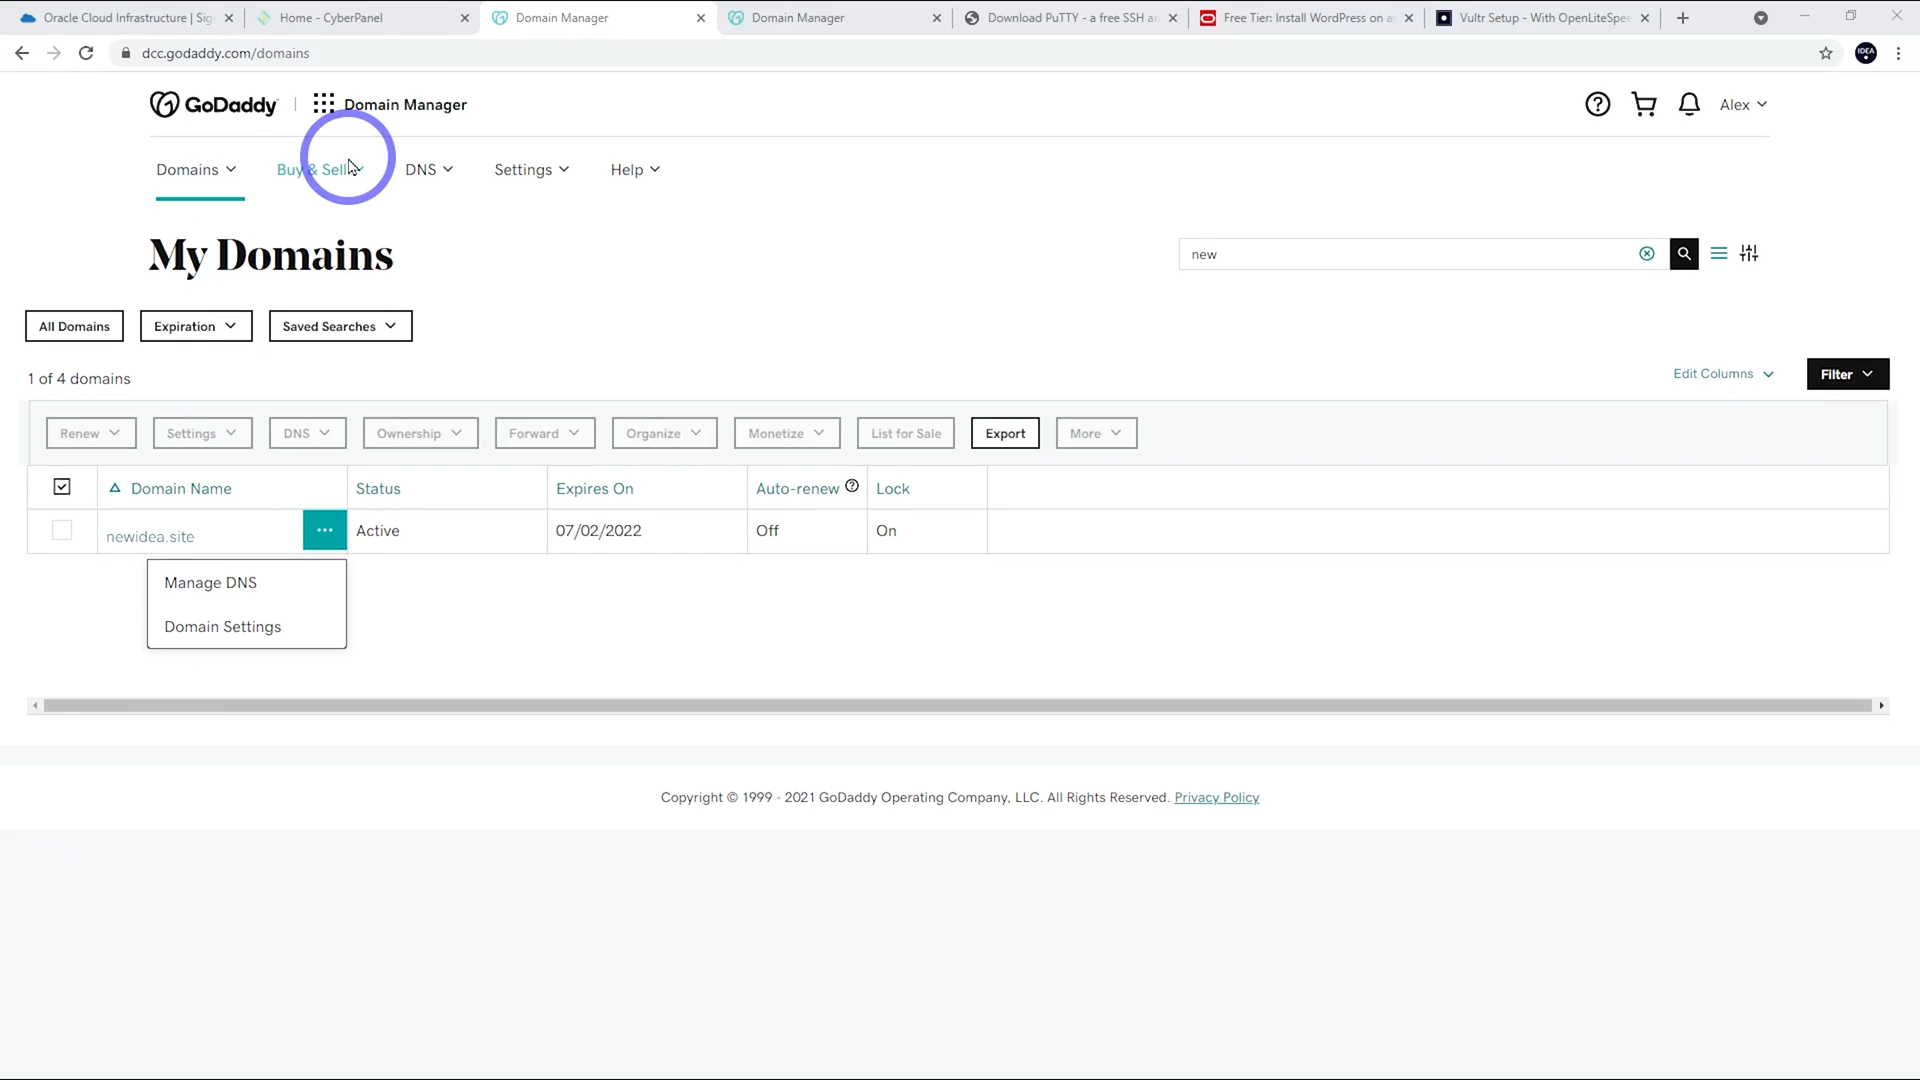 Oracle Cloud Infrastructure | Sig
Home - CyberPanel
Domain Manager
Domain Manager
Download PuTTY - a free SSH an
Free Tier: Install WordPress on a
Vultr Setup - With OpenLiteSpee
dcc.godaddy.com/domains
IDEA
GoDaddy
Domain Manager
Alex
Domains
Buy & Sell
DNS
Settings
Help
My Domains
new
All Domains
Expiration
Saved Searches
1 of 4 domains
Edit Columns
Filter
Renew
Settings
DNS
Ownership
Forward
Organize
Monetize
List for Sale
Export
More
Domain Name
Status
Expires On
Auto-renew
Lock
newidea.site
Active
07/02/2022
Off
On
Manage DNS
Domain Settings
Copyright © 1999 - 2021 GoDaddy Operating Company, LLC. All Rights Reserved. Privacy Policy